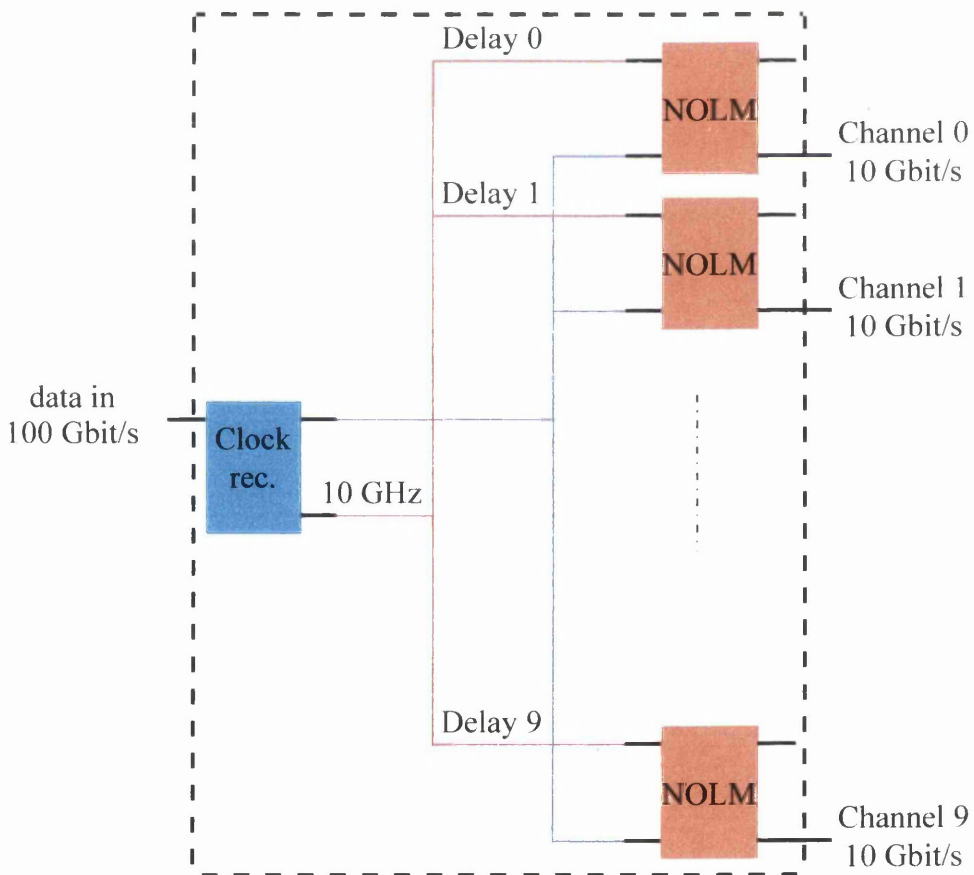 Delay 0
NOLM
Channel 0
10 Gbit/s
Delay 1
NOLM
Channel 1
10 Gbit/s
data in
100 Gbit/s
Clock
rec.
10 GHz
Delay 9
NOLM
Channel 9
10 Gbit/s